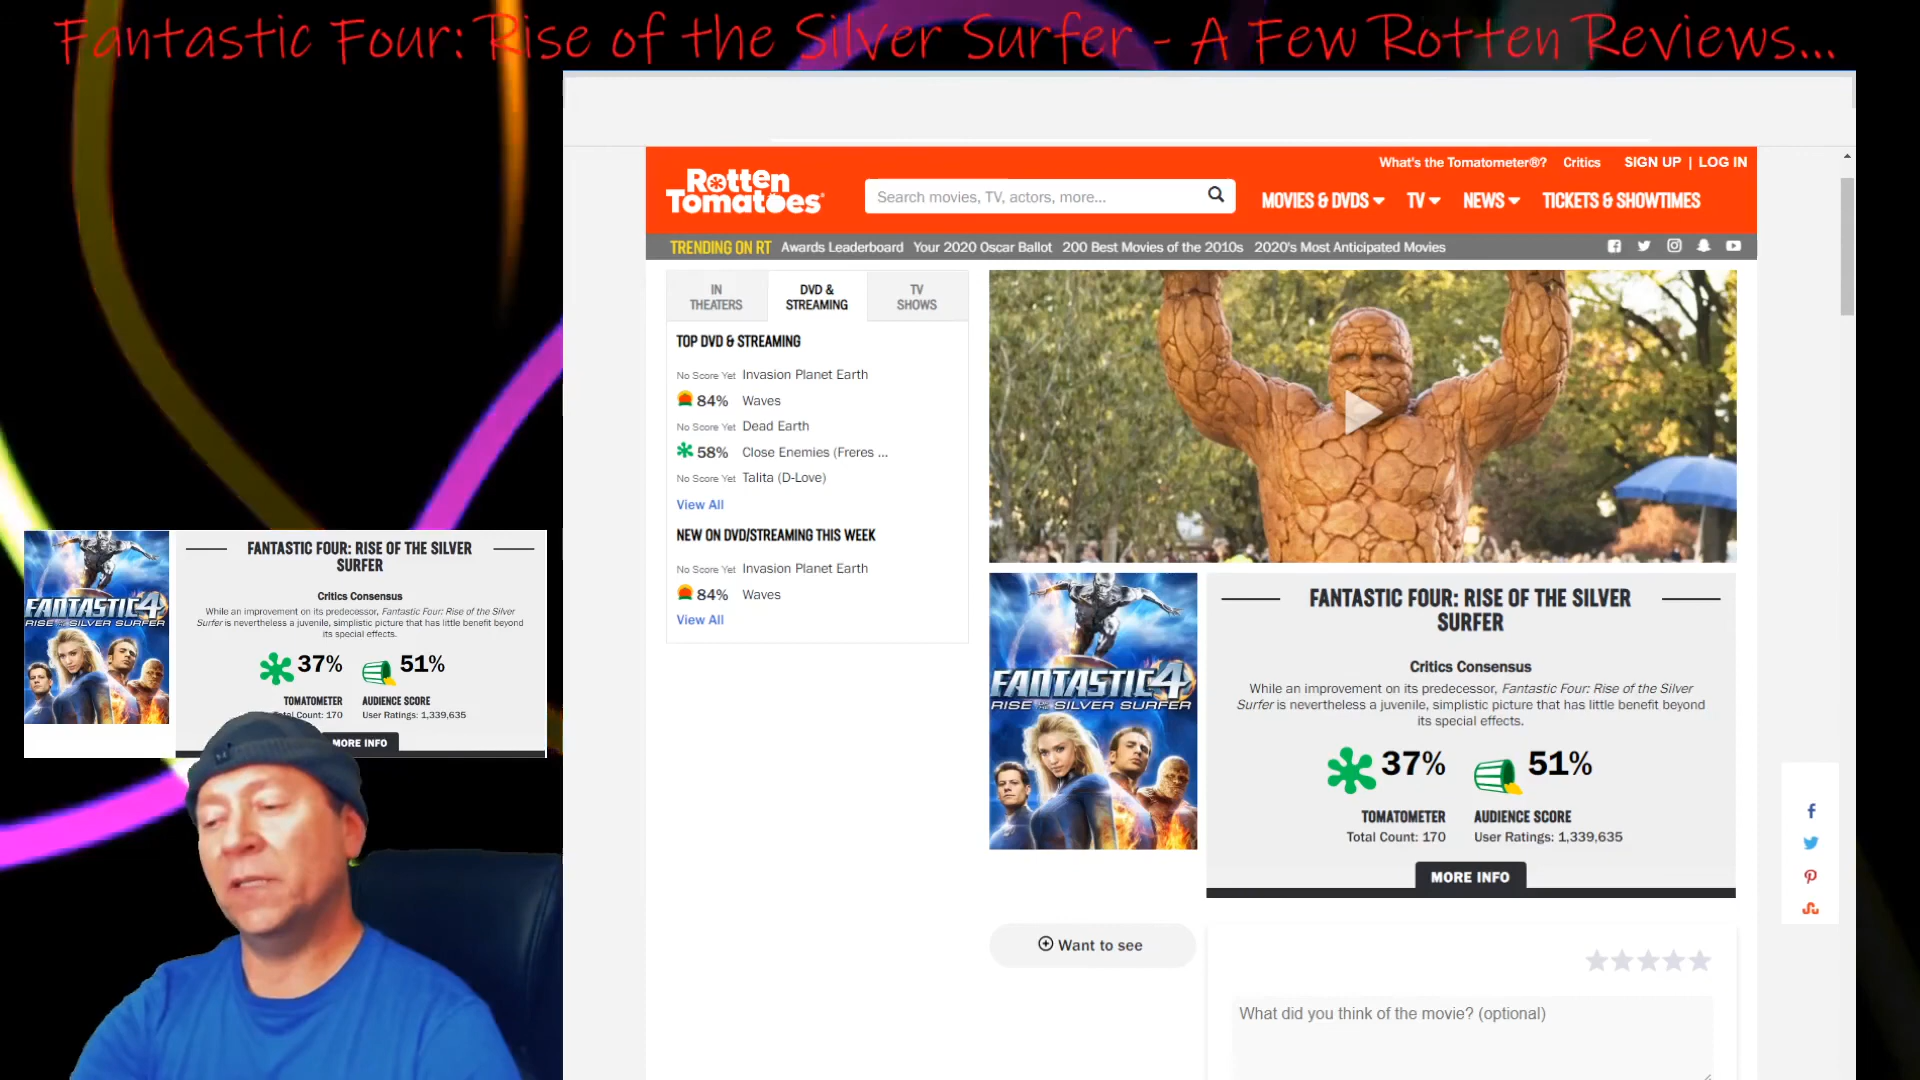 Fantastic Four: Rise of the Silver Surfer - A Few Rotten Reviews...
What's the Tomatometer®? Critics SIGN UP | LOG IN
Rotten
Tomatoes
Search movies, TV, actors, more...
MOVIES & DVDS TV NEWS TICKETS & SHOWTIMES
TRENDING ON RT Awards Leaderboard Your 2020 Oscar Ballot 200 Best Movies of the 2010s 2020's Most Anticipated Movies
IN
THEATERS
DVD &
STREAMING
TV
SHOWS
TOP DVD & STREAMING
No Score Yet Invasion Planet Earth
84% Waves
No Score Yet Dead Earth
58% Close Enemies (Freres ...
No Score Yet Talita (D-Love)
View All
NEW ON DVD/STREAMING THIS WEEK
No Score Yet Invasion Planet Earth
84% Waves
View All
FANTASTIC 4
RISE OF THE SILVER SURFER
FANTASTIC FOUR: RISE OF THE SILVER
SURFER
Critics Consensus
While an improvement on its predecessor, Fantastic Four: Rise of the Silver
Surfer is nevertheless a juvenile, simplistic picture that has little benefit beyond
its special effects.
37% 51%
TOMATOMETER AUDIENCE SCORE
Total Count: 170 User Ratings: 1,339,635
MORE INFO
Want to see
What did you think of the movie? (optional)
FANTASTIC 4
RISE OF THE SILVER SURFER
FANTASTIC FOUR: RISE OF THE SILVER
SURFER
Critics Consensus
While an improvement on its predecessor, Fantastic Four: Rise of the Silver
Surfer is nevertheless a juvenile, simplistic picture that has little benefit beyond
its special effects.
37% 51%
TOMATOMETER AUDIENCE SCORE
Total Count: 170 User Ratings: 1,339,635
MORE INFO